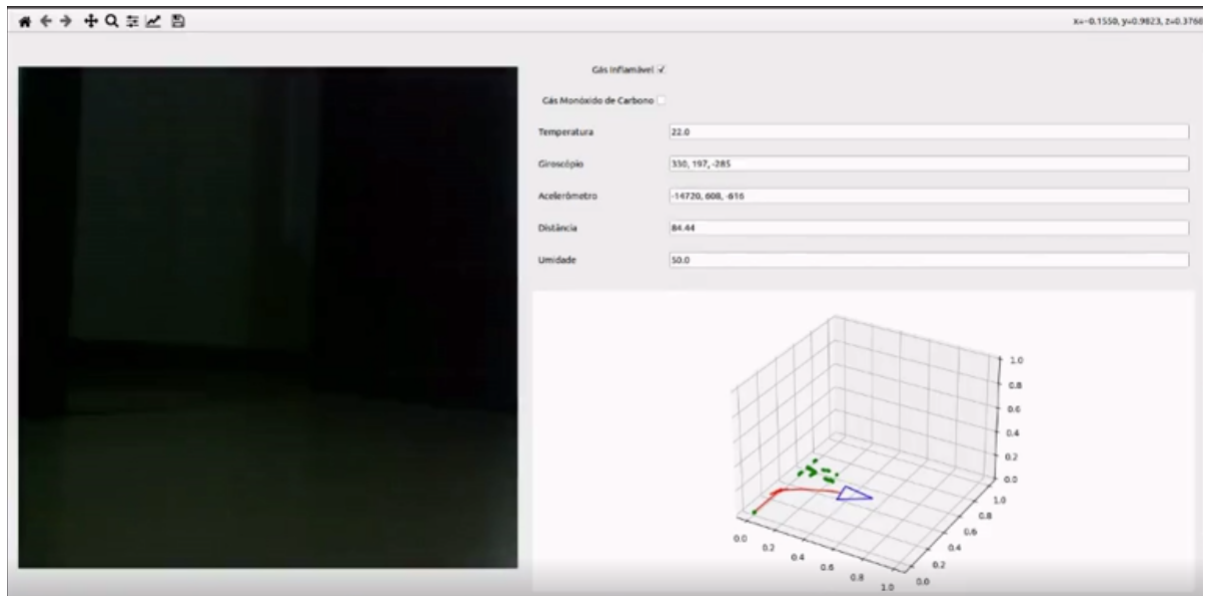 x=-0.1550, y=0.9823, z=0.3760
Gás Inflamável
Gás Monóxido de Carbono
Temperatura 22.0
Giroscópio 330, 197, -285
Acelerômetro -14720, 608, -616
Distância 84.44
Umidade 50.0
1.0
0.8
0.6
0.4
0.2
0.0
0.0 0.2 0.4 0.6 0.8 1.0
0.0 0.2 0.4 0.6 0.8 1.0